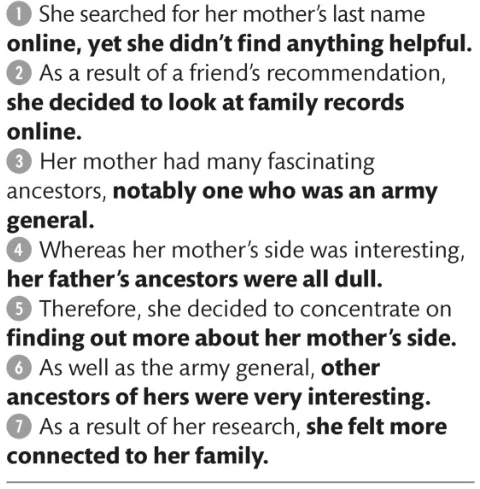 1 She searched for her mother’s last name
online, yet she didn’t find anything helpful.
2 As a result of a friend’s recommendation,
she decided to look at family records
online.
3 Her mother had many fascinating
ancestors, notably one who was an army
general.
4 Whereas her mother’s side was interesting,
her father’s ancestors were all dull.
5 Therefore, she decided to concentrate on
finding out more about her mother’s side.
6 As well as the army general, other
ancestors of hers were very interesting.
7 As a result of her research, she felt more
connected to her family.